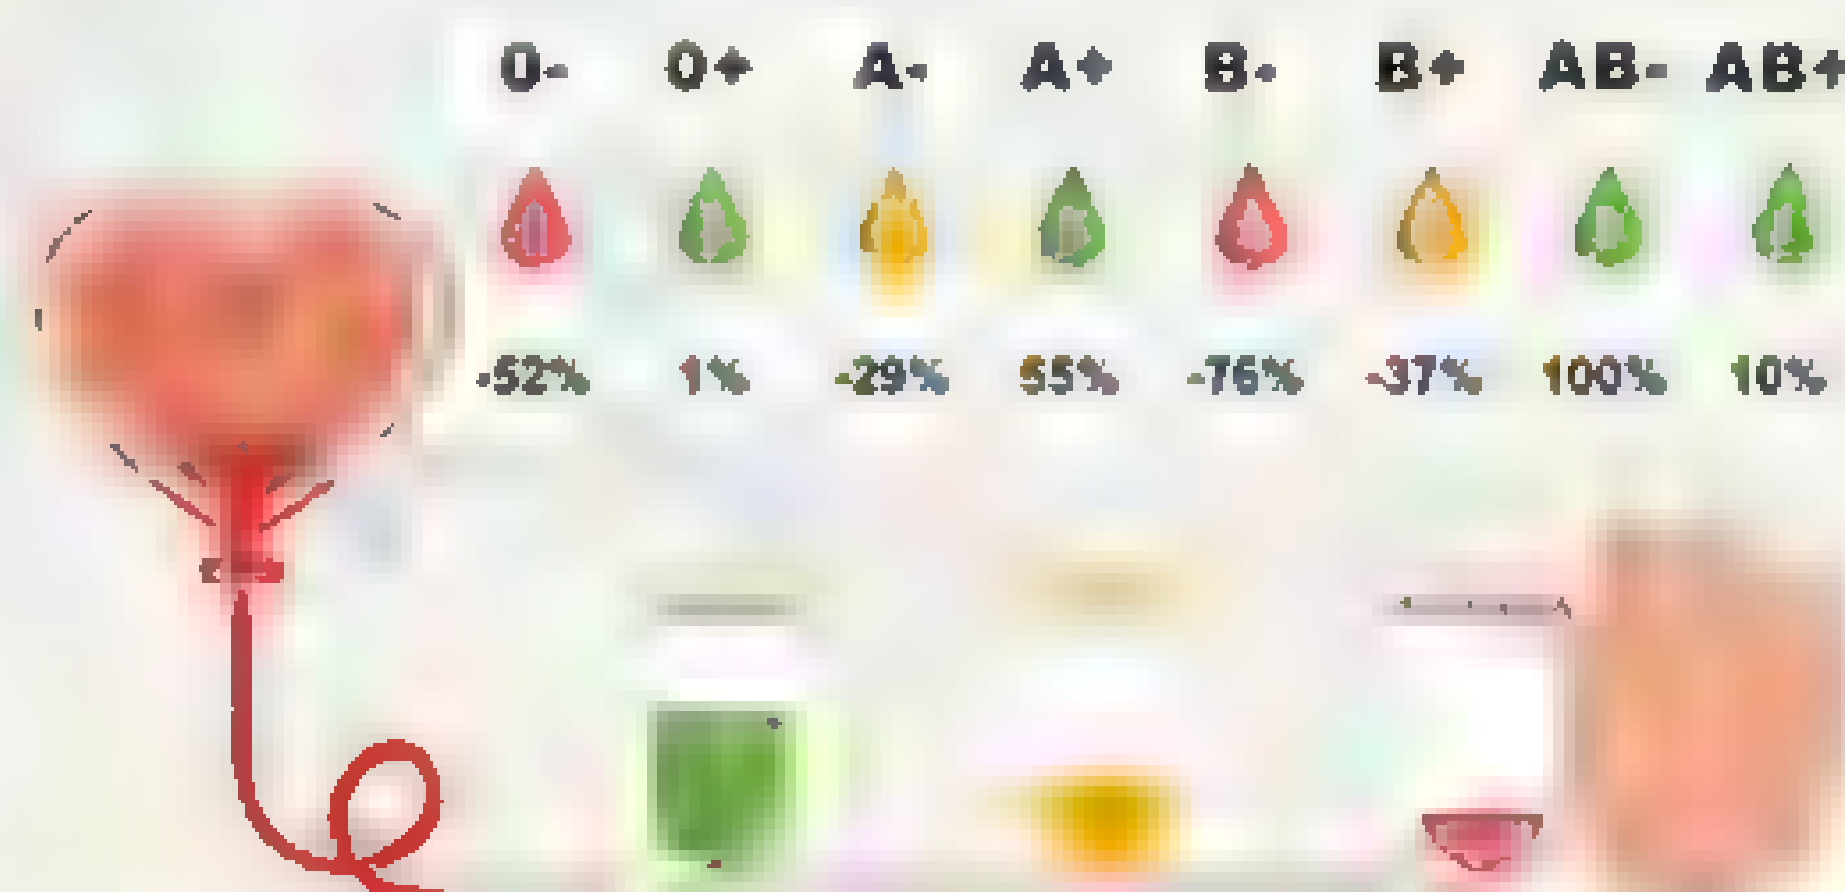 0- 0+ A- A+ B- B+ AB- AB+
-52% 1% -29% 55% -76% -37% 100% 10%